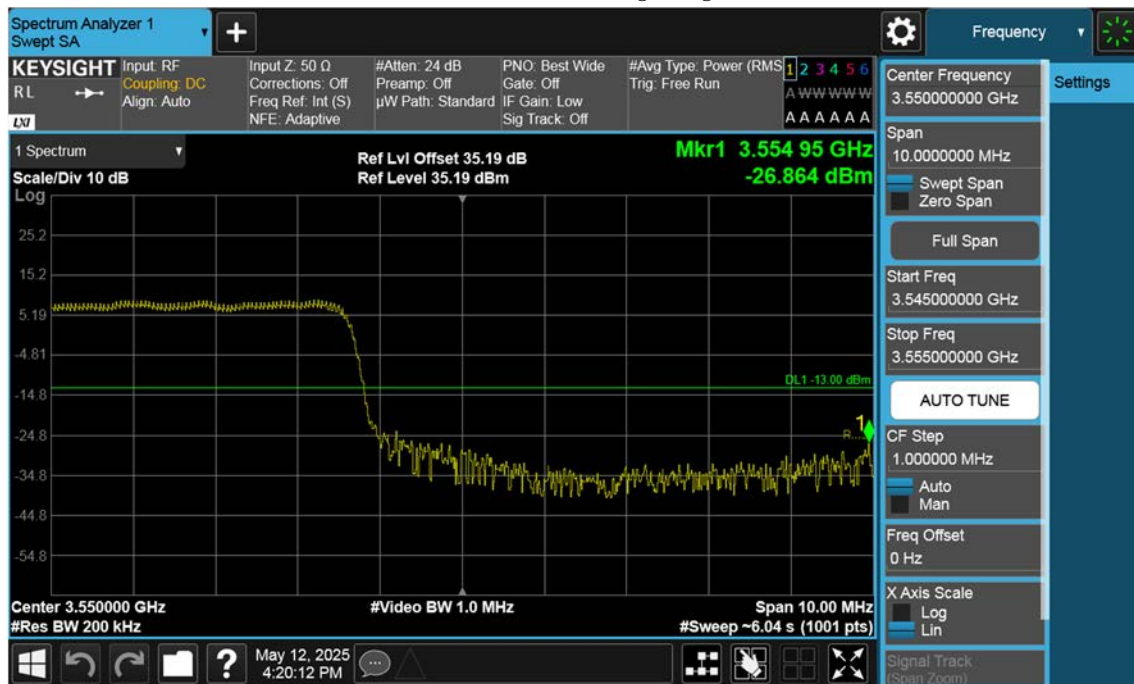 Spectrum Analyzer 1
Swept SA
Frequency
KEYSIGHT
RL
LXI
Input: RF
Coupling: DC
Align: Auto
Input Z: 50 Ω
Corrections: Off
Freq Ref: Int (S)
NFE: Adaptive
#Atten: 24 dB
Preamp: Off
µW Path: Standard
PNO: Best Wide
Gate: Off
IF Gain: Low
Sig Track: Off
#Avg Type: Power (RMS
Trig: Free Run
1 2 3 4 5 6
A W W W W W
A A A A A A
1 Spectrum
Scale/Div 10 dB
Ref Lvl Offset 35.19 dB
Ref Level 35.19 dBm
Mkr1 3.554 95 GHz
-26.864 dBm
Log
25.2
15.2
5.19
-4.81
-14.8
-24.8
-34.8
-44.8
-54.8
DL1 -13.00 dBm
1
R
Center 3.550000 GHz
#Res BW 200 kHz
#Video BW 1.0 MHz
Span 10.00 MHz
#Sweep ~6.04 s (1001 pts)
Center Frequency
3.550000000 GHz
Span
10.0000000 MHz
Swept Span
Zero Span
Full Span
Start Freq
3.545000000 GHz
Stop Freq
3.555000000 GHz
AUTO TUNE
CF Step
1.000000 MHz
Auto
Man
Freq Offset
0 Hz
X Axis Scale
Log
Lin
Signal Track
(Span Zoom)
Settings
?
May 12, 2025
4:20:12 PM